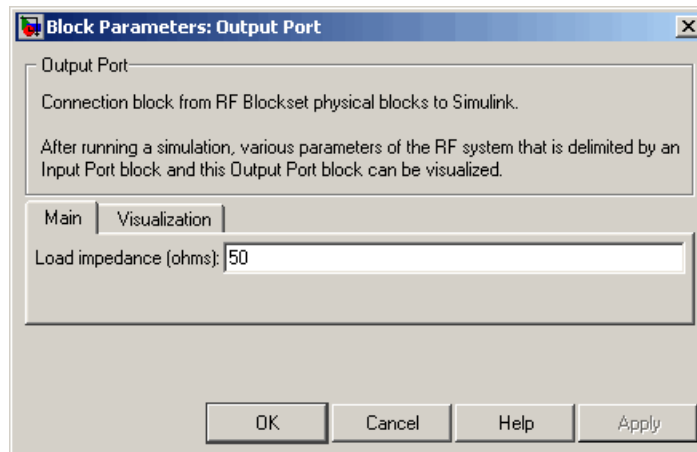 Block Parameters: Output Port
Output Port
Connection block from RF Blockset physical blocks to Simulink.
After running a simulation, various parameters of the RF system that is delimited by an
Input Port block and this Output Port block can be visualized.
Main Visualization
Load impedance (ohms): 50
OK Cancel Help Apply